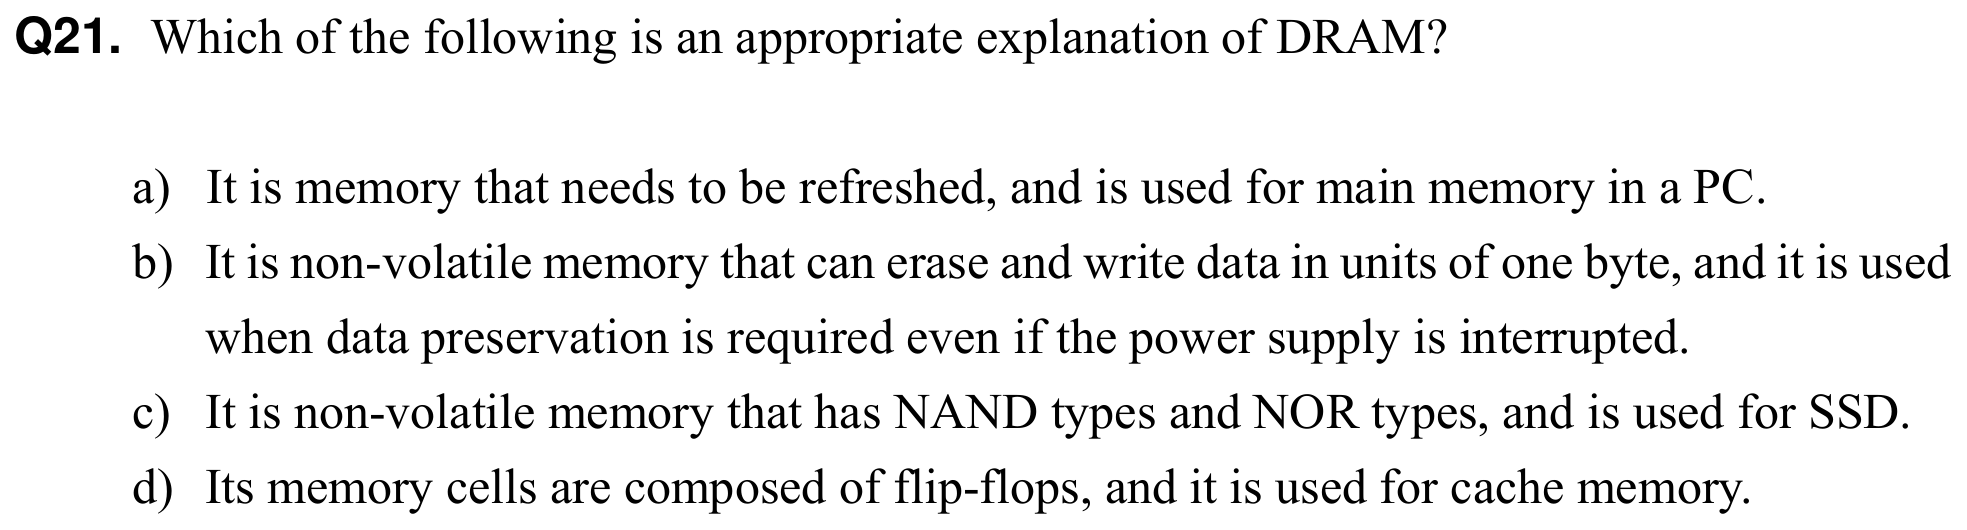 Q21. Which of the following is an appropriate explanation of DRAM?
a) It is memory that needs to be refreshed, and is used for main memory in a PC.
b) It is non-volatile memory that can erase and write data in units of one byte, and it is used
when data preservation is required even if the power supply is interrupted.
c) It is non-volatile memory that has NAND types and NOR types, and is used for SSD.
d) Its memory cells are composed of flip-flops, and it is used for cache memory.